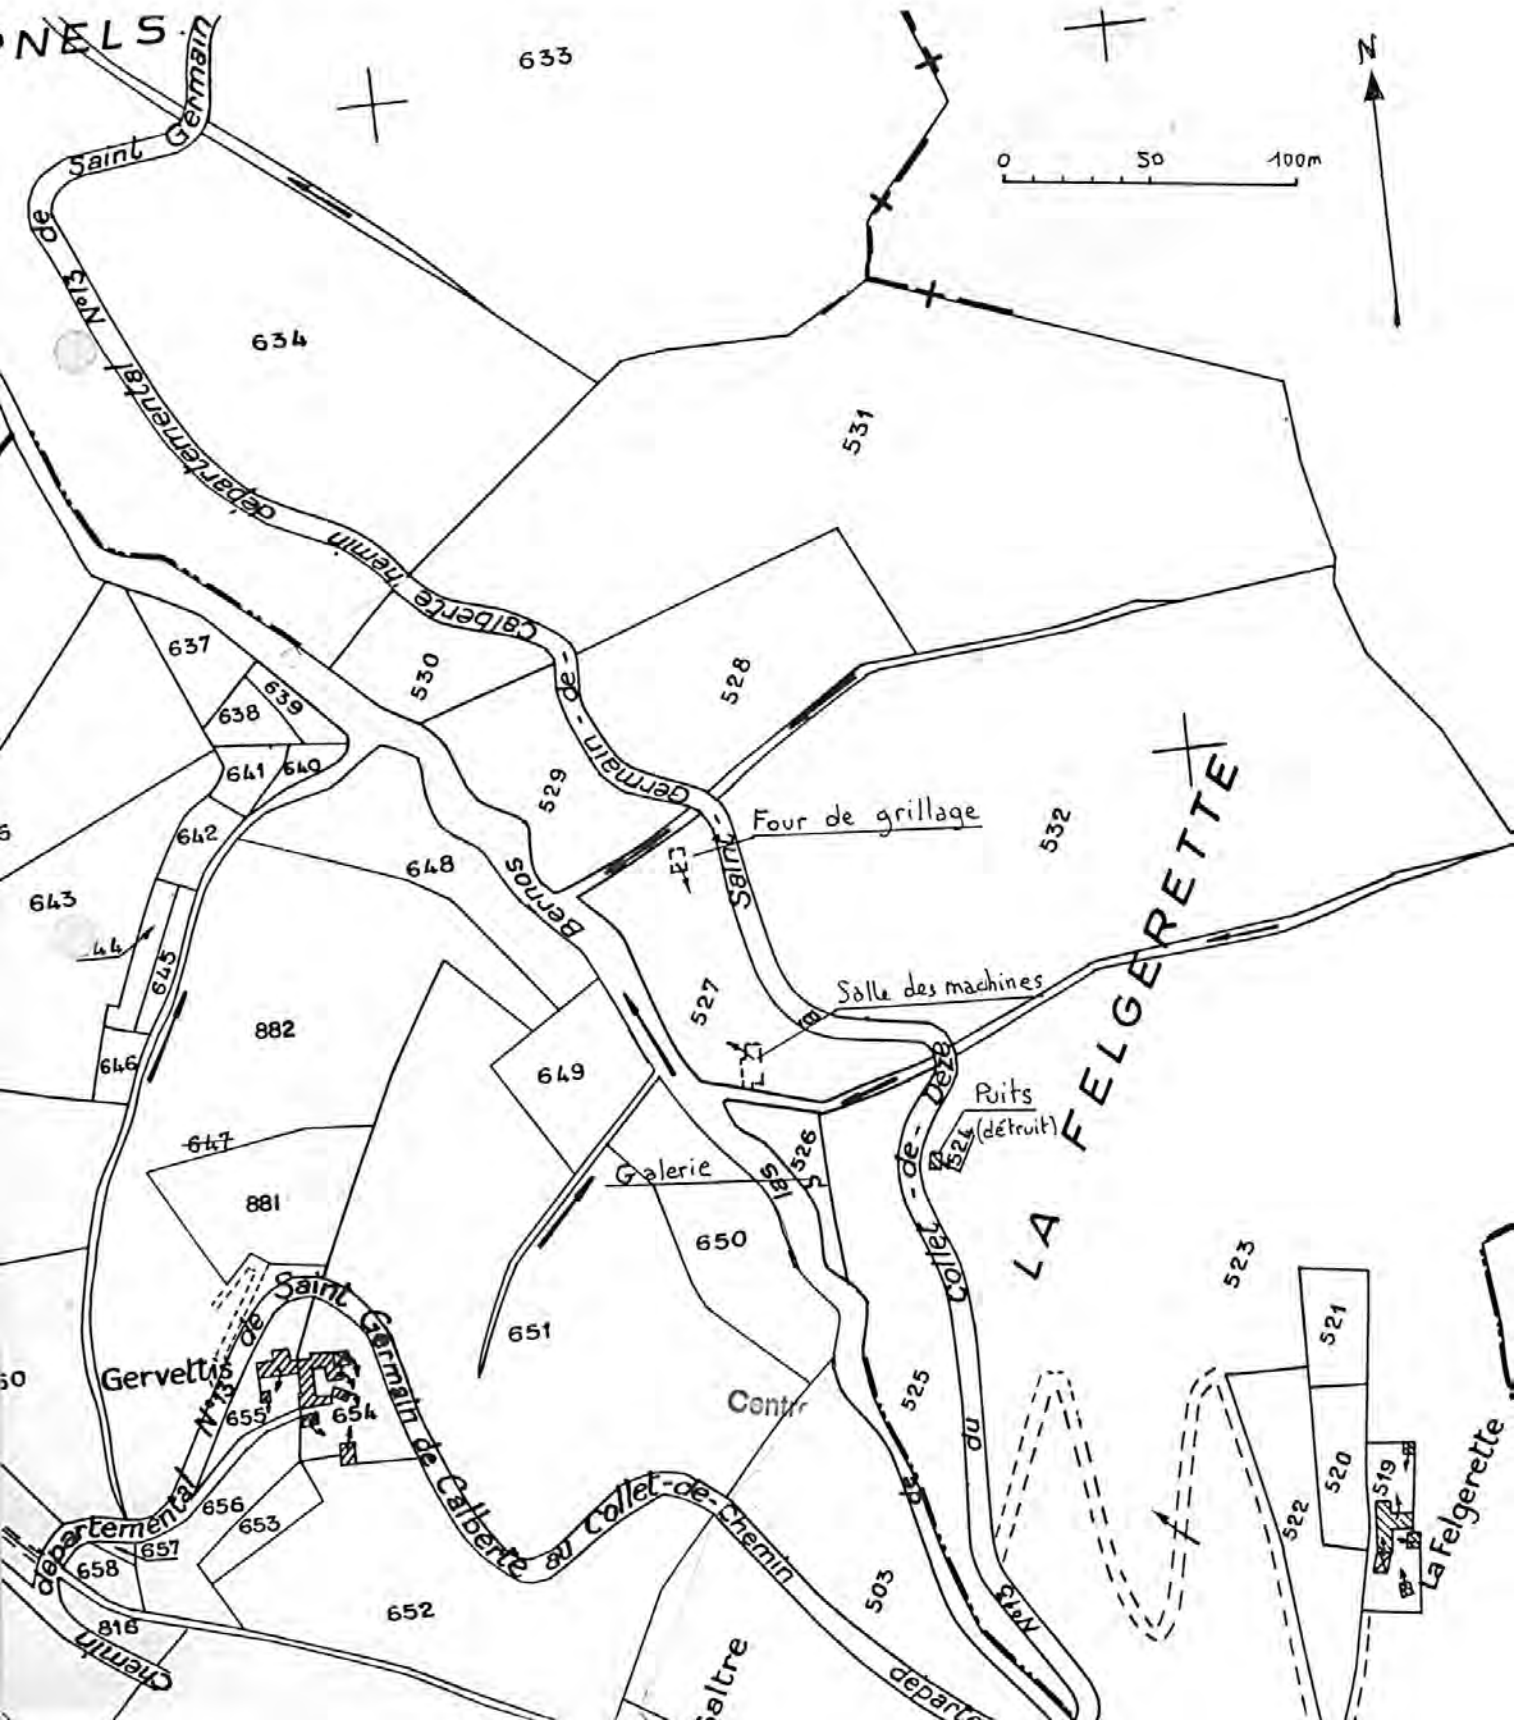 NELS
633
N
0 50 100m
Saint Germain
de
N°13
départemental
634
531
Chemin
Calberte
637
530
528
639
638
641
640
529
de - Germain - Saint
Four de grillage
532
642
648
Bernos
643
44
645
527
Salle des machines
LA FELGERETTE
882
646
649
Dèze
Puits
(détruit)
524
647
526
Galerie
881
de
Collet
650
523
651
521
Saint Germain de Calberte au Collet-de-
de
Gervettis
N°13
60
655
654
Centr
525
du
520
519
522
La Felgerette
656
653
départemental
657
658
de
Chemin
503
N°13
652
816
Chemin
départe